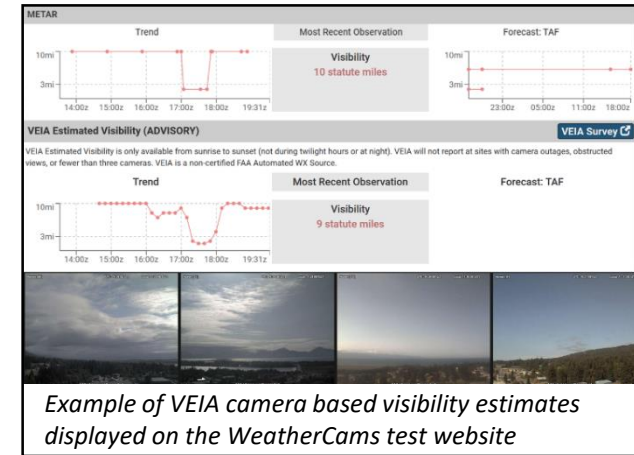 METAR
Trend Most Recent Observation Forecast: TAF
10mi Visibility 10mi
10 statute miles
3mi 3mi
14:00z 15:00z 16:00z 17:00z 18:00z 19:31z 23:00z 05:00z 11:00z 18:00z
VEIA Estimated Visibility (ADVISORY) VEIA Survey
VEIA Estimated Visibility is only available from sunrise to sunset (not during twilight hours or at night). VEIA will not report at sites with camera outages, obstructed
views, or fewer than three cameras. VEIA is a non-certified FAA Automated WX Source.
Trend Most Recent Observation Forecast: TAF
10mi Visibility
9 statute miles
3mi
14:00z 15:00z 16:00z 17:00z 18:00z 19:31z
Example of VEIA camera based visibility estimates
displayed on the WeatherCams test website